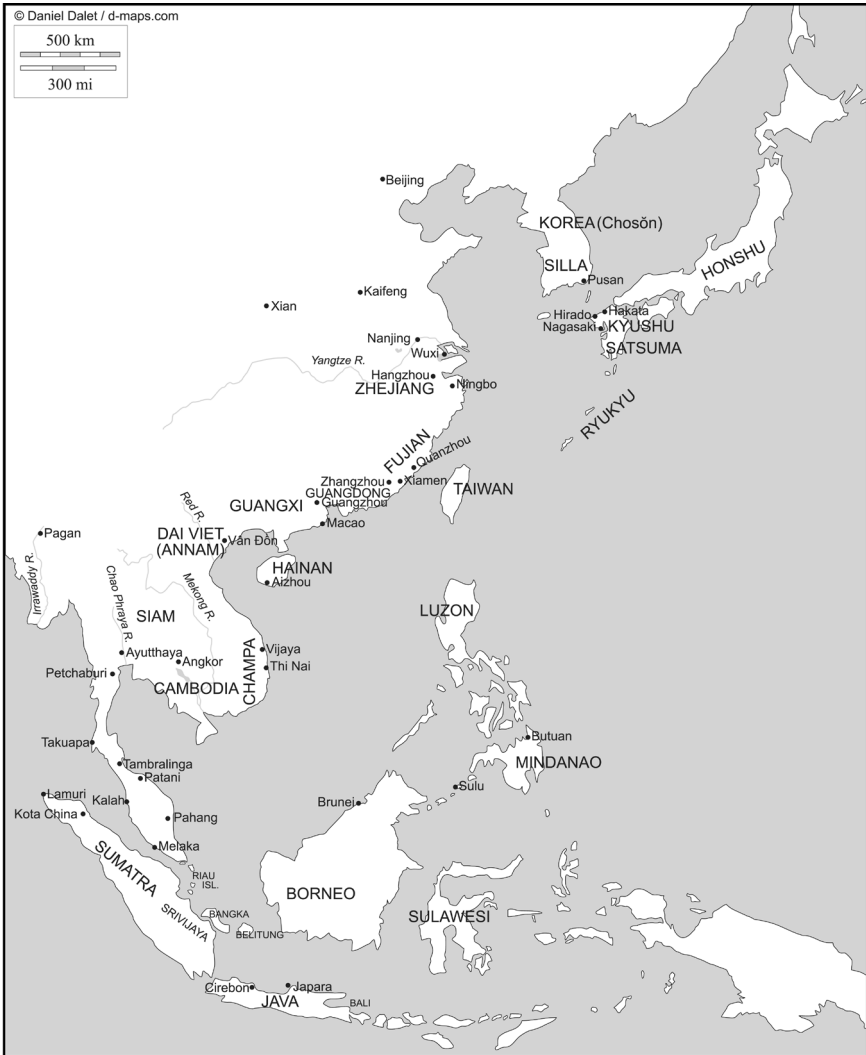 © Daniel Dalet / d-maps.com
500 km
300 mi
Beijing
KOREA (Chosŏn)
HONSHU
SILLA
Pusan
Kaifeng
Xian
Hirado
Hakata
Nagasaki
KYUSHU
SATSUMA
Nanjing
Wuxi
Yangtze R.
Hangzhou
ZHEJIANG
Ningbo
RYUKYU
FUJIAN
Quanzhou
Zhangzhou
Xiamen
TAIWAN
GUANGDONG
GUANGXI
Guangzhou
Macao
Red R.
Pagan
DAI VIET
(ANNAM)
Vân Đồn
HAINAN
Aizhou
Irrawaddy R.
Chao Phraya R.
Mekong R.
SIAM
LUZON
Ayutthaya
Angkor
Vijaya
Thi Nai
CHAMPA
Petchaburi
CAMBODIA
Takuapa
Butuan
Tambralinga
MINDANAO
Patani
Sulu
Lamuri
Kalah
Brunei
Kota China
Pahang
Melaka
SUMATRA
RIAU
ISL.
BORNEO
SRIVIJAYA
BANGKA
SULAWESI
BELITUNG
Cirebon
Japara
JAVA
BALI